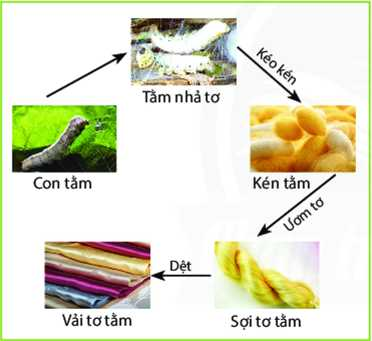 Tằm nhả tơ
Kéo kén
Con tằm
Kén tằm
Ươm tơ
Dệt
Vải tơ tằm
Sợi tơ tằm